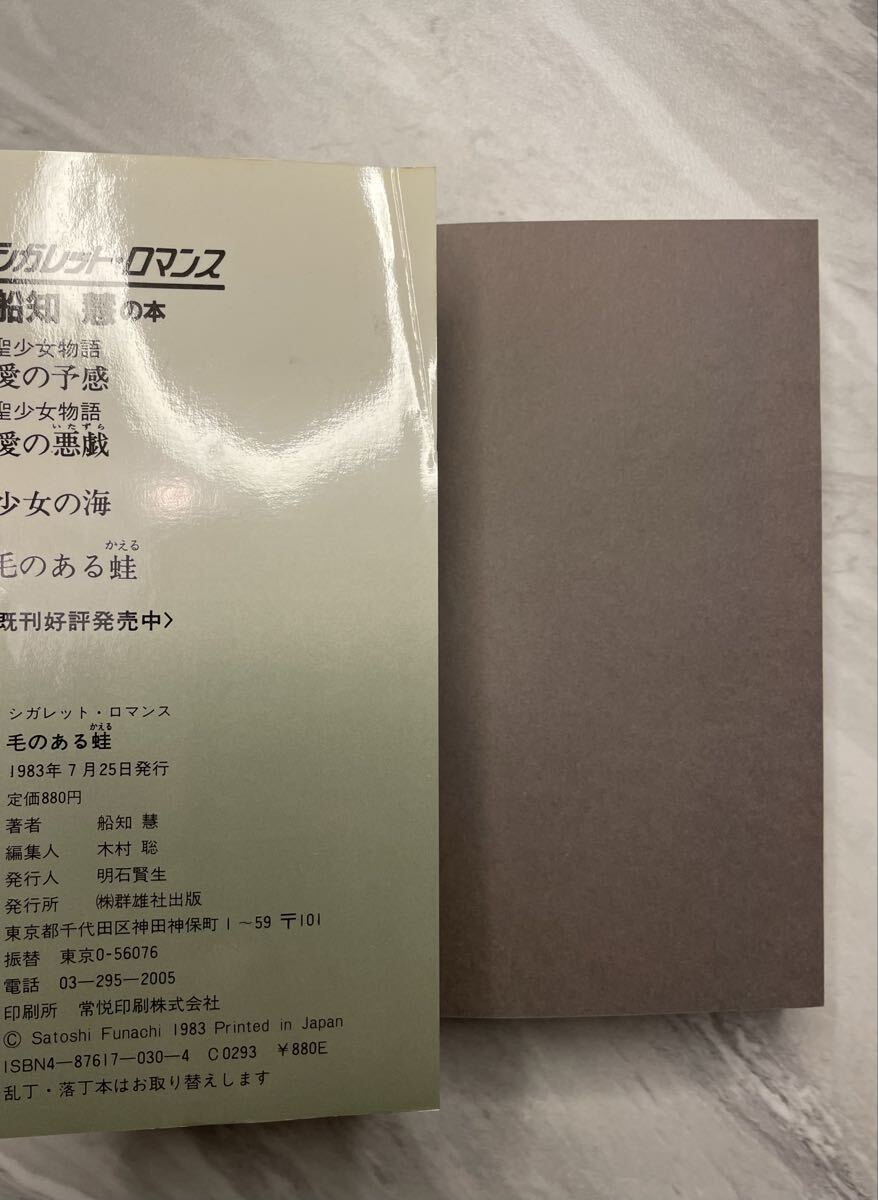 シガレット・ロマンス
船知 慧の本
聖少女物語
愛の予感
聖少女物語
いたずら
愛の悪戯
少女の海
かえる
毛のある蛙
既刊好評発売中>
シガレット・ロマンス
かえる
毛のある蛙
1983年7月25日発行
定価880円
著者 船知 慧
編集人 木村 聡
発行人 明石賢生
発行所 ㈱群雄社出版
東京都千代田区神田神保町1～59 〒101
振替 東京0-56076
電話 03—295—2005
印刷所 常悦印刷株式会社
© Satoshi Funachi 1983 Printed in Japan
ISBN4—87617—030—4 C0293 ¥880E
乱丁・落丁本はお取り替えします